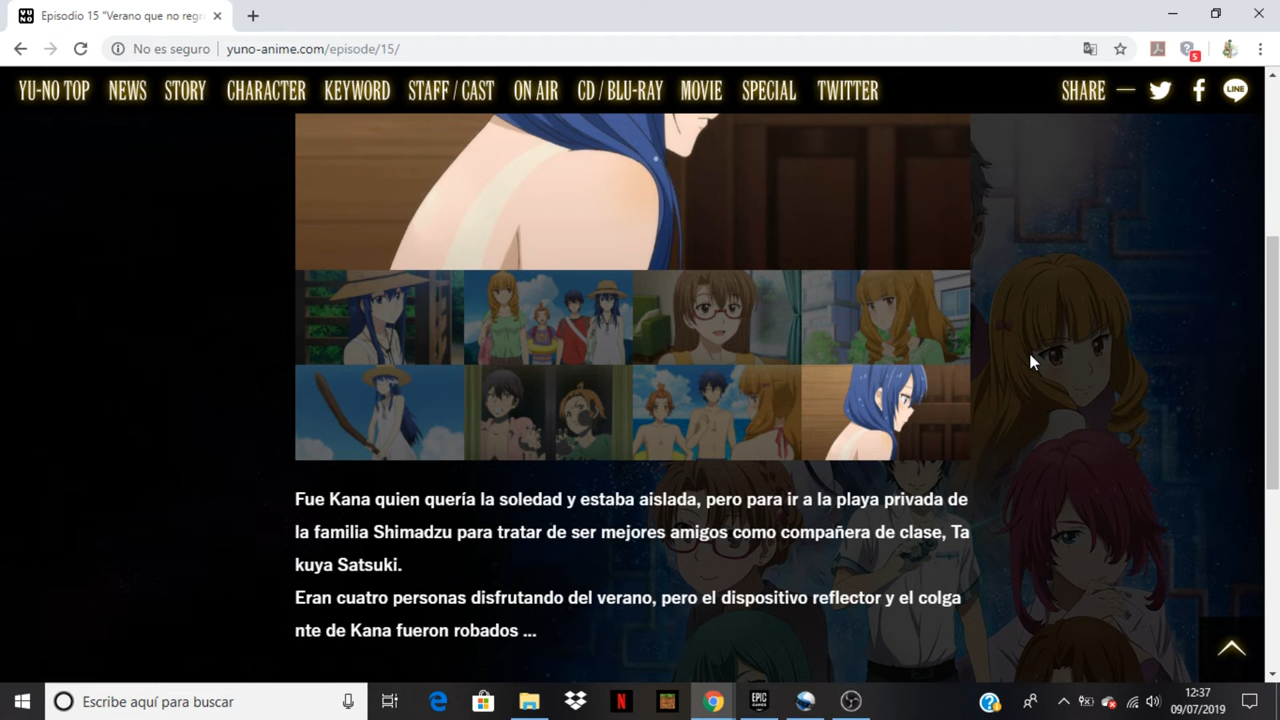 Episodio 15 "Verano que no regr
No es seguro
yuno-anime.com/episode/15/
5
YU-NO TOP NEWS STORY CHARACTER KEYWORD STAFF / CAST ON AIR CD / BLU-RAY MOVIE SPECIAL TWITTER SHARE
LINE
Fue Kana quien quería la soledad y estaba aislada, pero para ir a la playa privada de
la familia Shimadzu para tratar de ser mejores amigos como compañera de clase, Ta
kuya Satsuki.
Eran cuatro personas disfrutando del verano, pero el dispositivo reflector y el colga
nte de Kana fueron robados ...
Escribe aquí para buscar
EPIC
GAMES
12:37
09/07/2019